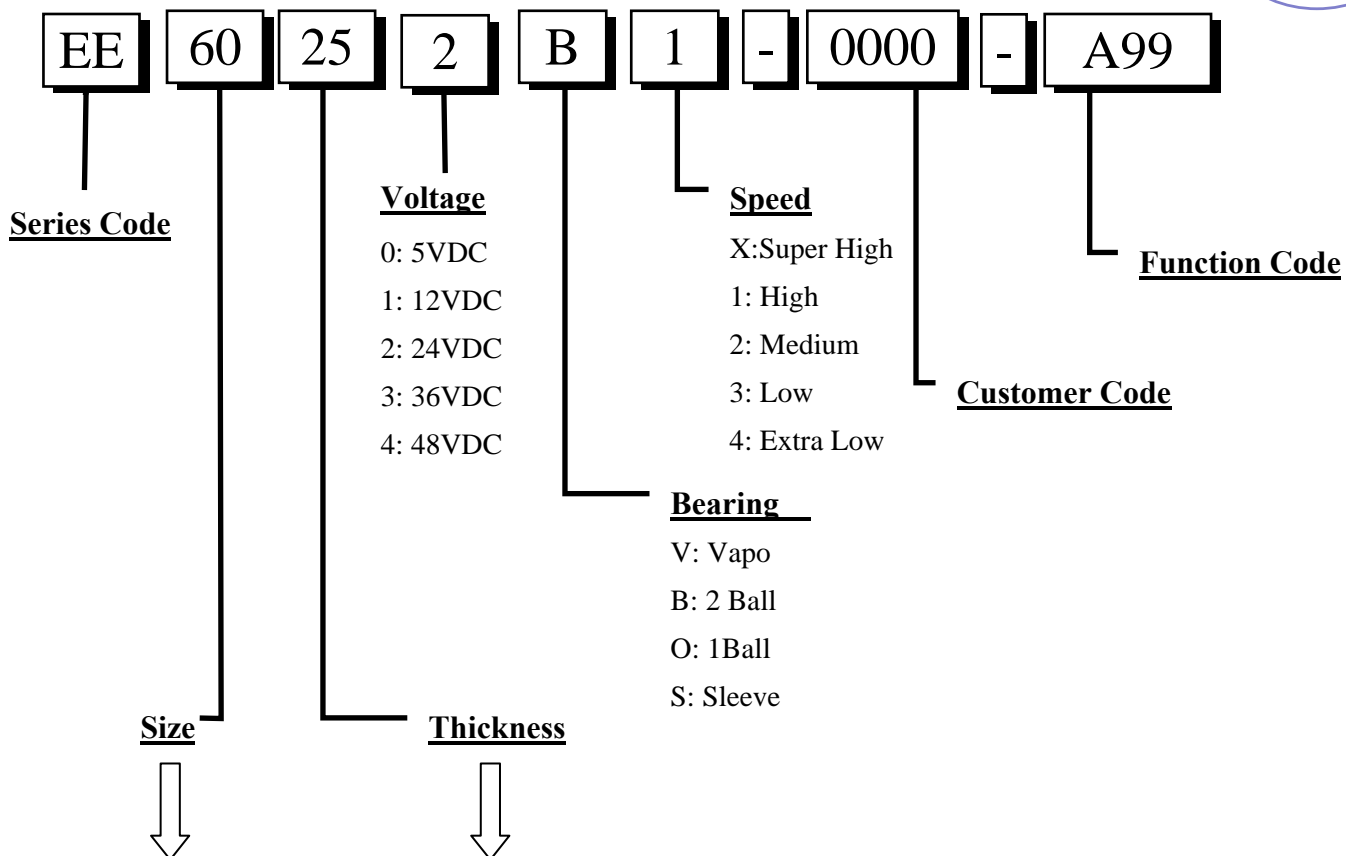 EE 60 25 2 B 1 - 0000 - A99
Series Code
Voltage
0: 5VDC
1: 12VDC
2: 24VDC
3: 36VDC
4: 48VDC
Speed
X:Super High
1: High
2: Medium
3: Low
4: Extra Low
Function Code
Customer Code
Bearing
V: Vapo
B: 2 Ball
O: 1Ball
S: Sleeve
Size
Thickness